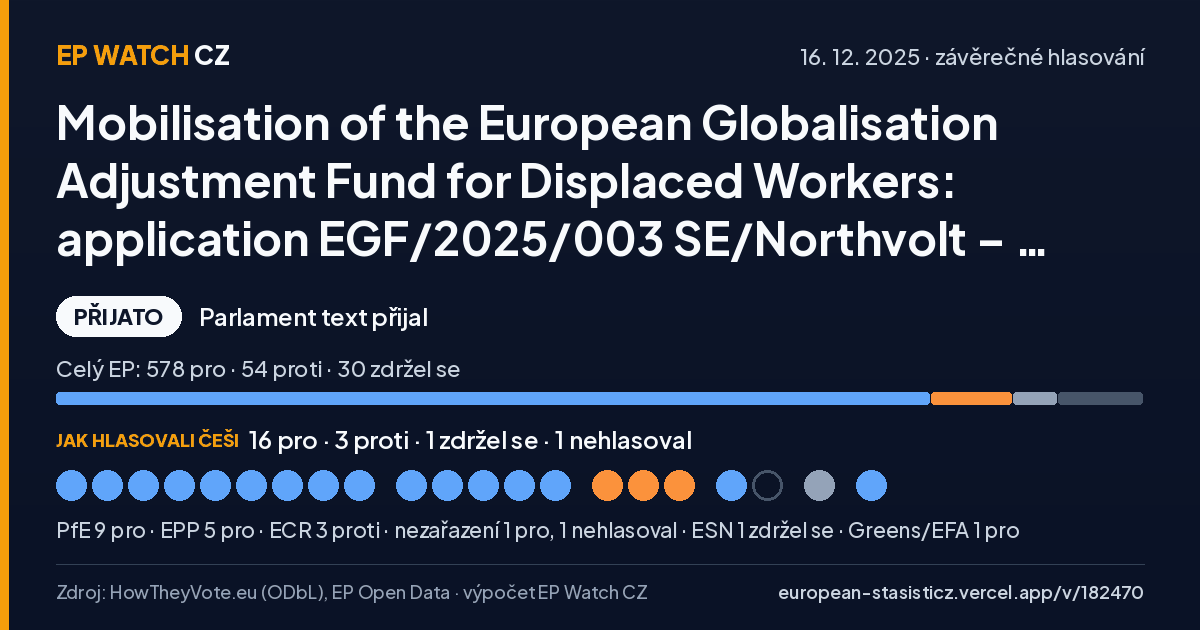 EP WATCH CZ
16. 12. 2025 · závěrečné hlasování
Mobilisation of the European Globalisation
Adjustment Fund for Displaced Workers:
application EGF/2025/003 SE/Northvolt – …
PŘIJATO Parlament text přijal
Celý EP: 578 pro · 54 proti · 30 zdržel se
JAK HLASOVALI ČEŠI 16 pro · 3 proti · 1 zdržel se · 1 nehlasoval
PfE 9 pro · EPP 5 pro · ECR 3 proti · nezařazení 1 pro, 1 nehlasoval · ESN 1 zdržel se · Greens/EFA 1 pro
Zdroj: HowTheyVote.eu (ODbL), EP Open Data · výpočet EP Watch CZ
european-stasisticz.vercel.app/v/182470